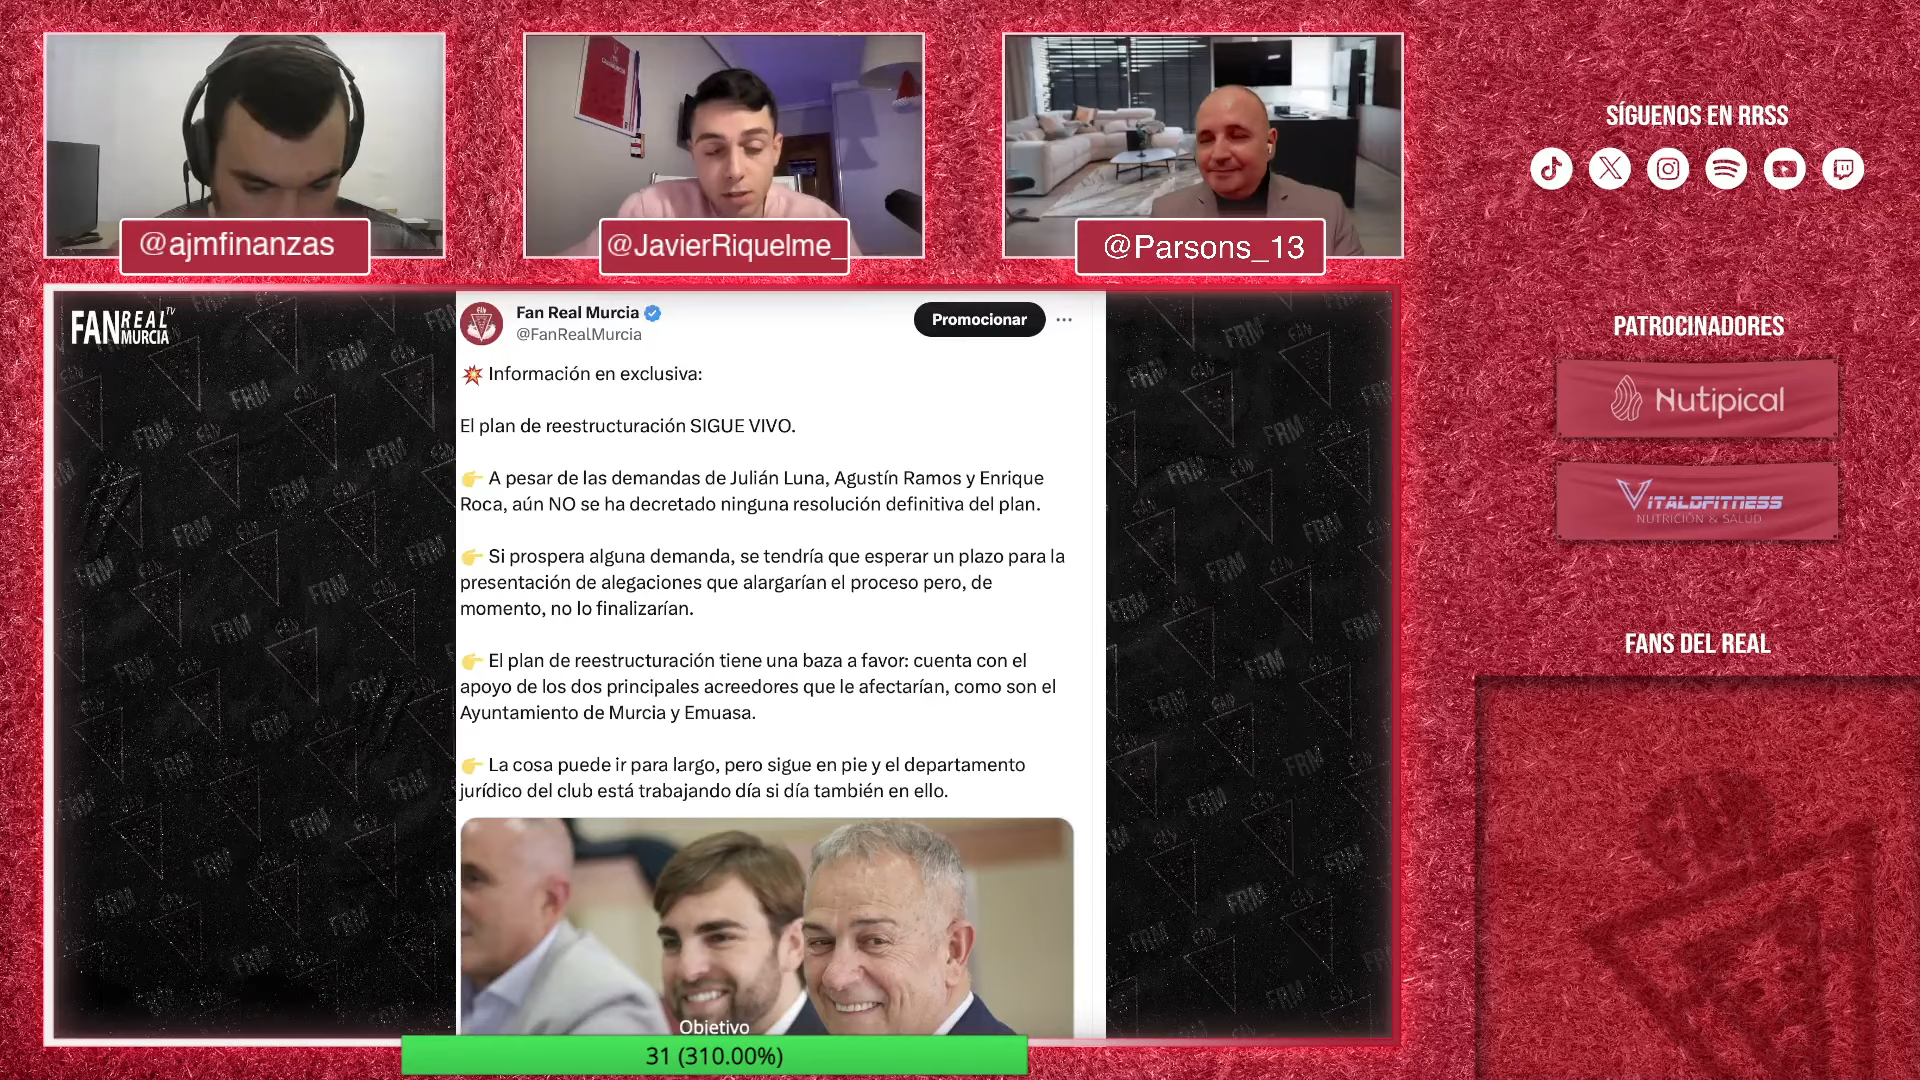 @ajmfinanzas
@JavierRiquelme_
@Parsons_13
SÍGUENOS EN RRSS
FAN REAL MURCIA TV
Fan Real Murcia
@FanRealMurcia
Promocionar
💥 Información en exclusiva:
El plan de reestructuración SIGUE VIVO.
👉 A pesar de las demandas de Julián Luna, Agustín Ramos y Enrique
Roca, aún NO se ha decretado ninguna resolución definitiva del plan.
👉 Si prospera alguna demanda, se tendría que esperar un plazo para la
presentación de alegaciones que alargarían el proceso pero, de
momento, no lo finalizarían.
👉 El plan de reestructuración tiene una baza a favor: cuenta con el
apoyo de los dos principales acreedores que le afectarían, como son el
Ayuntamiento de Murcia y Emuasa.
👉 La cosa puede ir para largo, pero sigue en pie y el departamento
jurídico del club está trabajando día si día también en ello.
Objetivo
31 (310.00%)
PATROCINADORES
Nutipical
VITALDFITNESS
NUTRICIÓN & SALUD
FANS DEL REAL